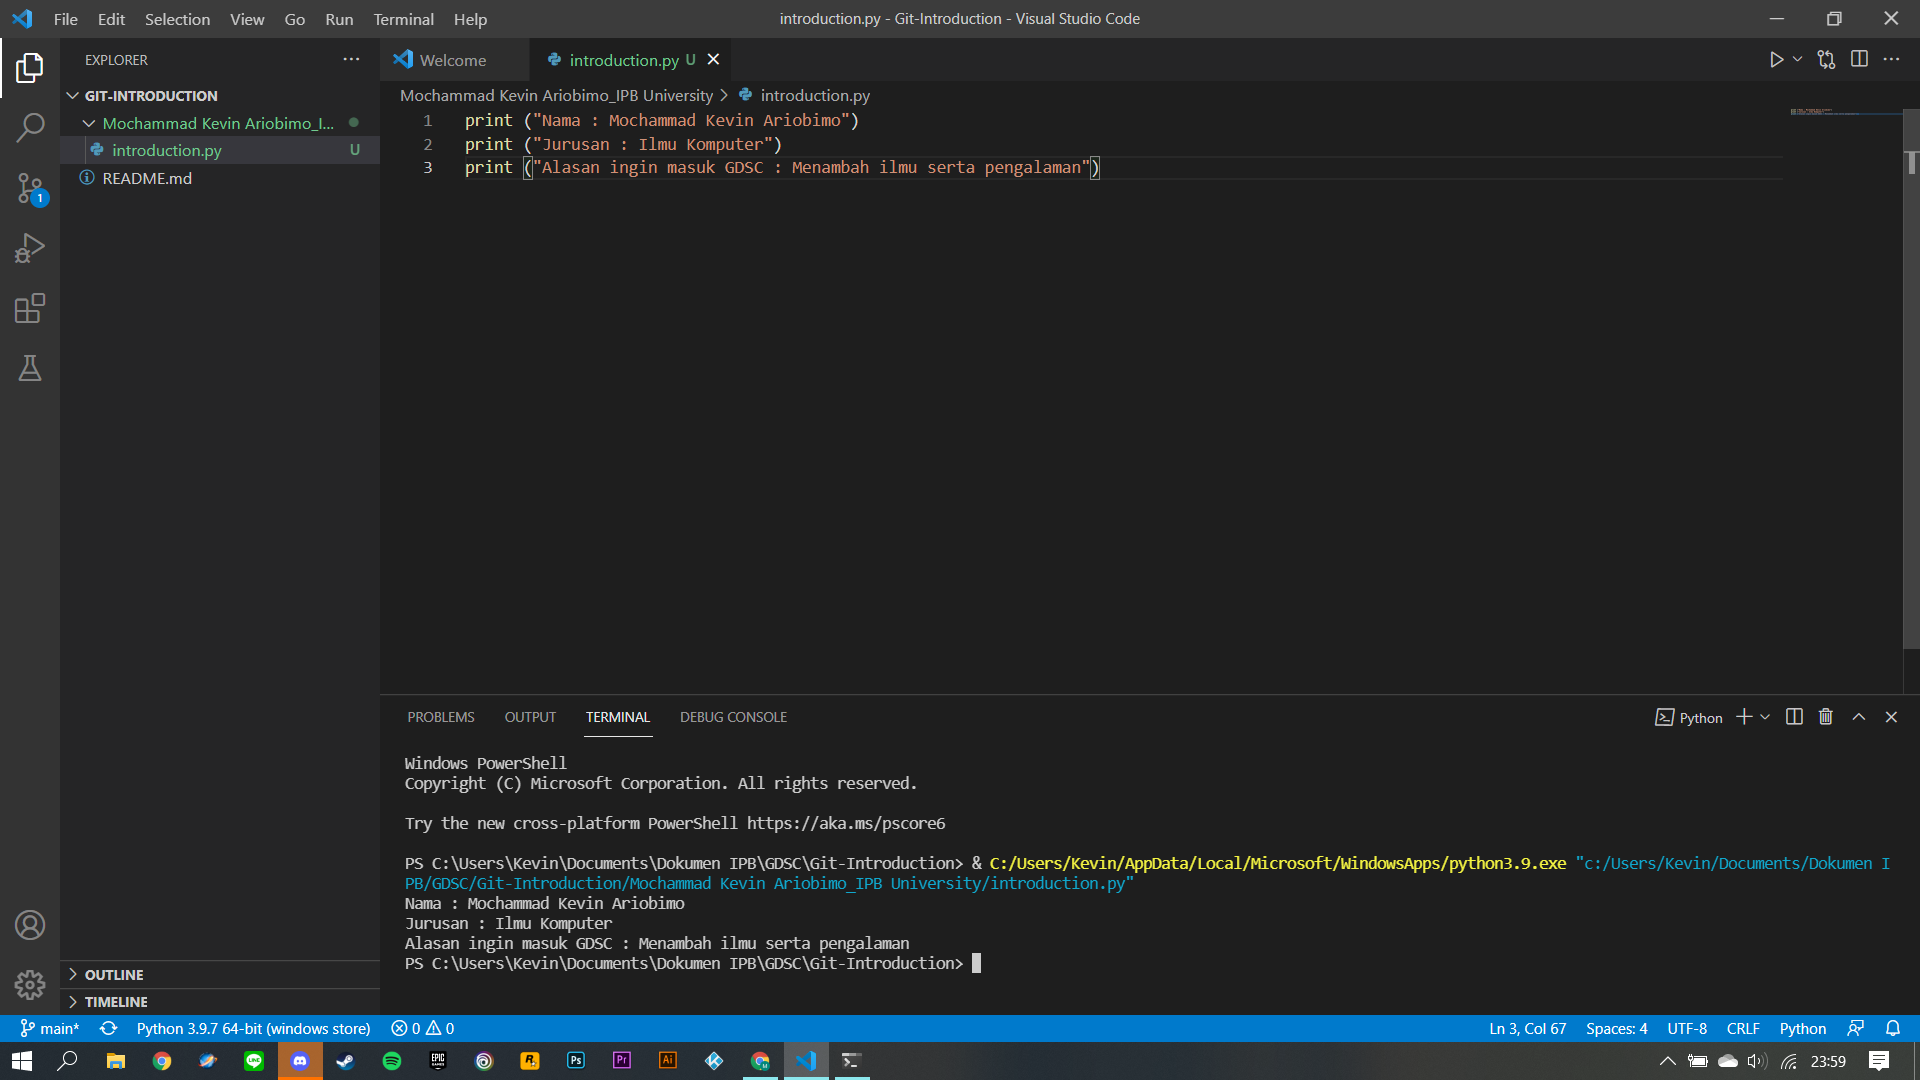 File Edit Selection View Go Run Terminal Help
introduction.py - Git-Introduction - Visual Studio Code
EXPLORER
GIT-INTRODUCTION
Mochammad Kevin Ariobimo_I...
introduction.py U
README.md
1
OUTLINE
TIMELINE
Welcome
introduction.py U
Mochammad Kevin Ariobimo_IPB University > introduction.py
1 print ("Nama : Mochammad Kevin Ariobimo")
2 print ("Jurusan : Ilmu Komputer")
3 print ("Alasan ingin masuk GDSC : Menambah ilmu serta pengalaman")
PROBLEMS OUTPUT TERMINAL DEBUG CONSOLE
Python
Windows PowerShell
Copyright (C) Microsoft Corporation. All rights reserved.
Try the new cross-platform PowerShell https://aka.ms/pscore6
PS C:\Users\Kevin\Documents\Dokumen IPB\GDSC\Git-Introduction> & C:/Users/Kevin/AppData/Local/Microsoft/WindowsApps/python3.9.exe "c:/Users/Kevin/Documents/Dokumen I
PB/GDSC/Git-Introduction/Mochammad Kevin Ariobimo_IPB University/introduction.py"
Nama : Mochammad Kevin Ariobimo
Jurusan : Ilmu Komputer
Alasan ingin masuk GDSC : Menambah ilmu serta pengalaman
PS C:\Users\Kevin\Documents\Dokumen IPB\GDSC\Git-Introduction>
main* Python 3.9.7 64-bit (windows store) 0 0
Ln 3, Col 67 Spaces: 4 UTF-8 CRLF Python
LINE EPIC GAMES R Ps Pr Ai
23:59